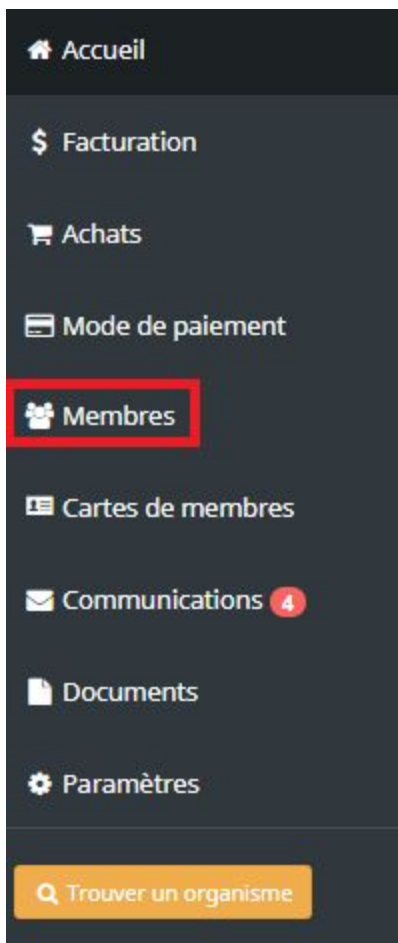 Accueil
$ Facturation
Achats
Mode de paiement
Membres
Cartes de membres
Communications 4
Documents
Paramètres
Trouver un organisme